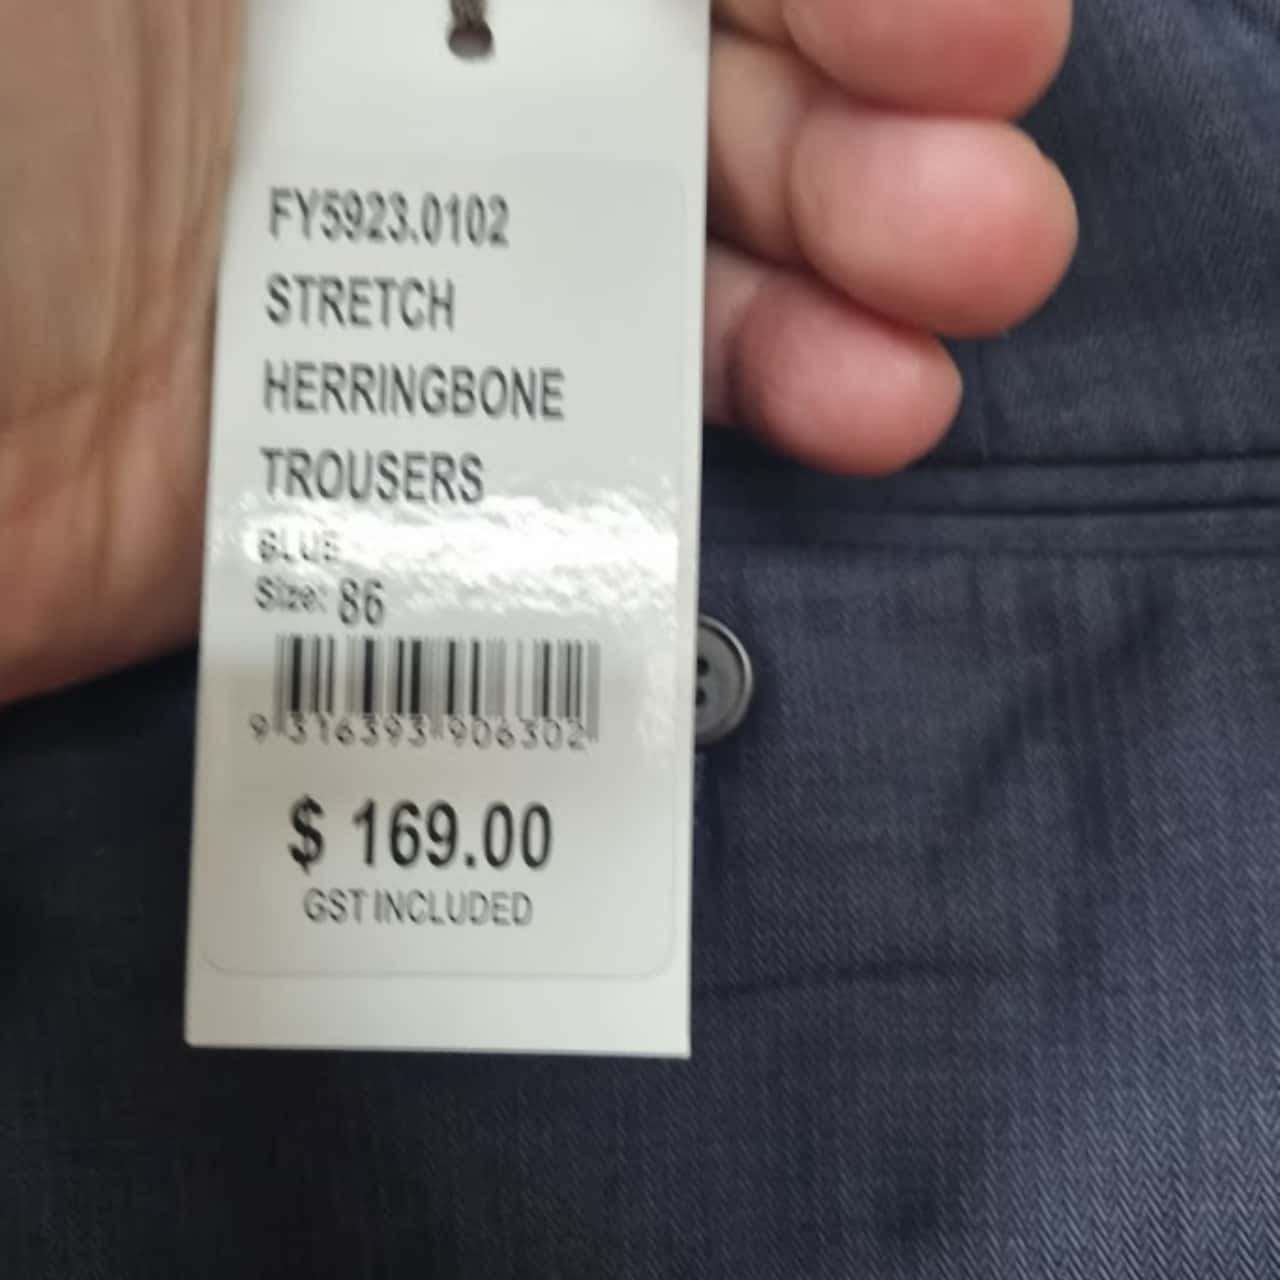 FY5923.0102
STRETCH
HERRINGBONE
TROUSERS
BLUE
Size: 86
9 316393 906302
$ 169.00
GST INCLUDED